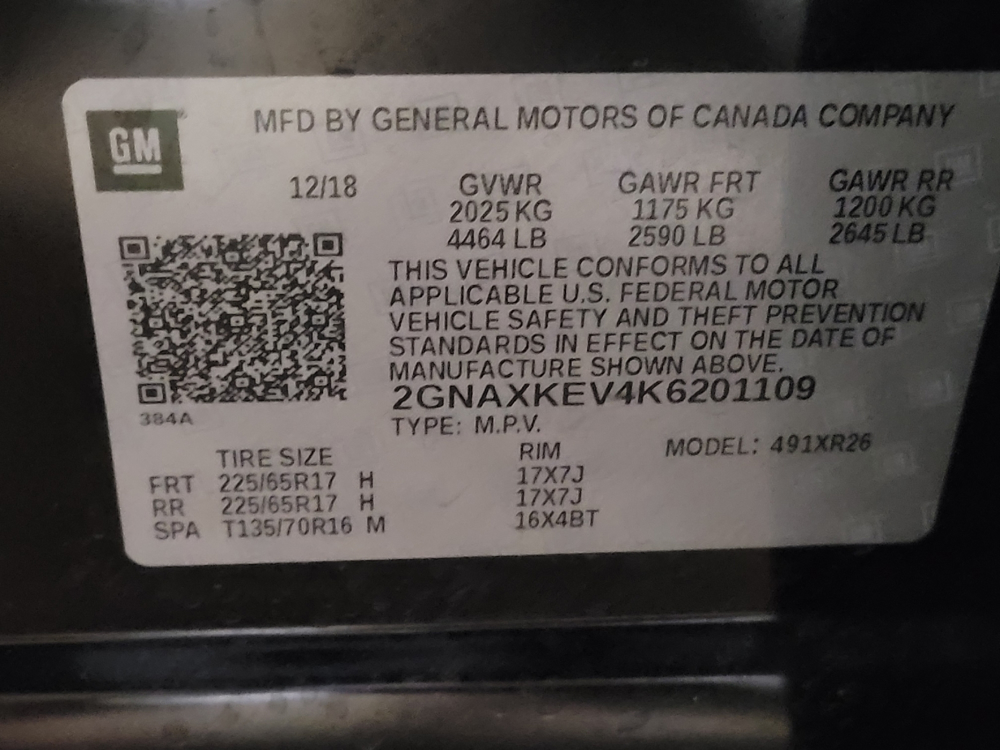 GM
MFD BY GENERAL MOTORS OF CANADA COMPANY
12/18 GVWR GAWR FRT GAWR RR
2025 KG 1175 KG 1200 KG
4464 LB 2590 LB 2645 LB
THIS VEHICLE CONFORMS TO ALL
APPLICABLE U.S. FEDERAL MOTOR
VEHICLE SAFETY AND THEFT PREVENTION
STANDARDS IN EFFECT ON THE DATE OF
MANUFACTURE SHOWN ABOVE.
2GNAXKEV4K6201109
384A
TYPE: M.P.V.
TIRE SIZE RIM MODEL: 491XR26
FRT 225/65R17 H 17X7J
RR 225/65R17 H 17X7J
SPA T135/70R16 M 16X4BT